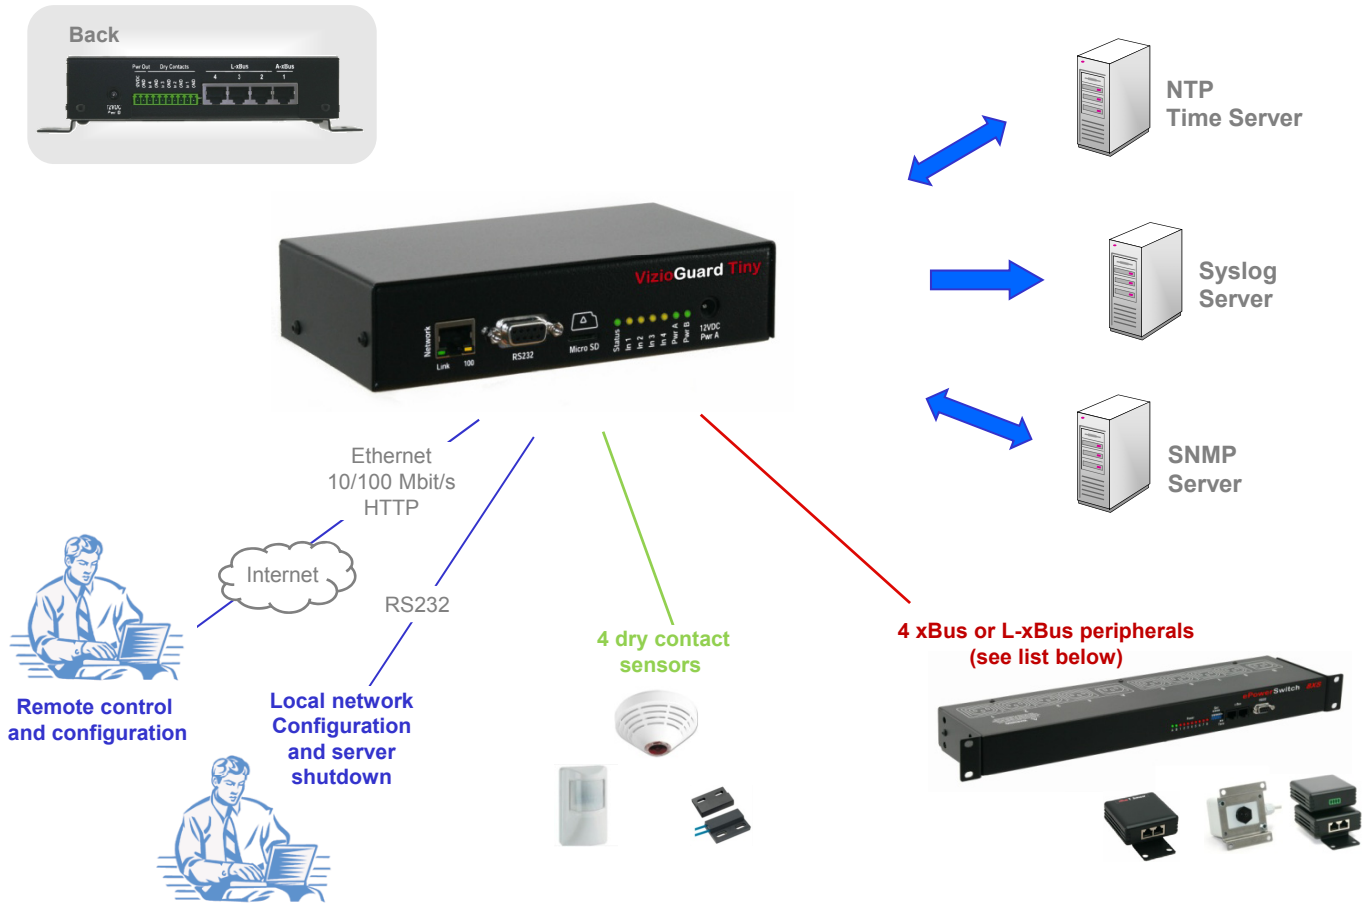 Back
Pwr Out Dry Contacts L-xBus A-xBus
4 3 2 1
12VDC
Pwr B
NTP
Time Server
VizioGuard Tiny
Syslog
Server
Network
Link 100
RS232
Micro SD
Status
In 1
In 2
In 3
In 4
Pwr A
Pwr B
12VDC
Pwr A
SNMP
Server
Ethernet
10/100 Mbit/s
HTTP
Internet
RS232
4 dry contact
sensors
4 xBus or L-xBus peripherals
(see list below)
ePowerSwitch
Remote control
and configuration
Local network
Configuration
and server
shutdown